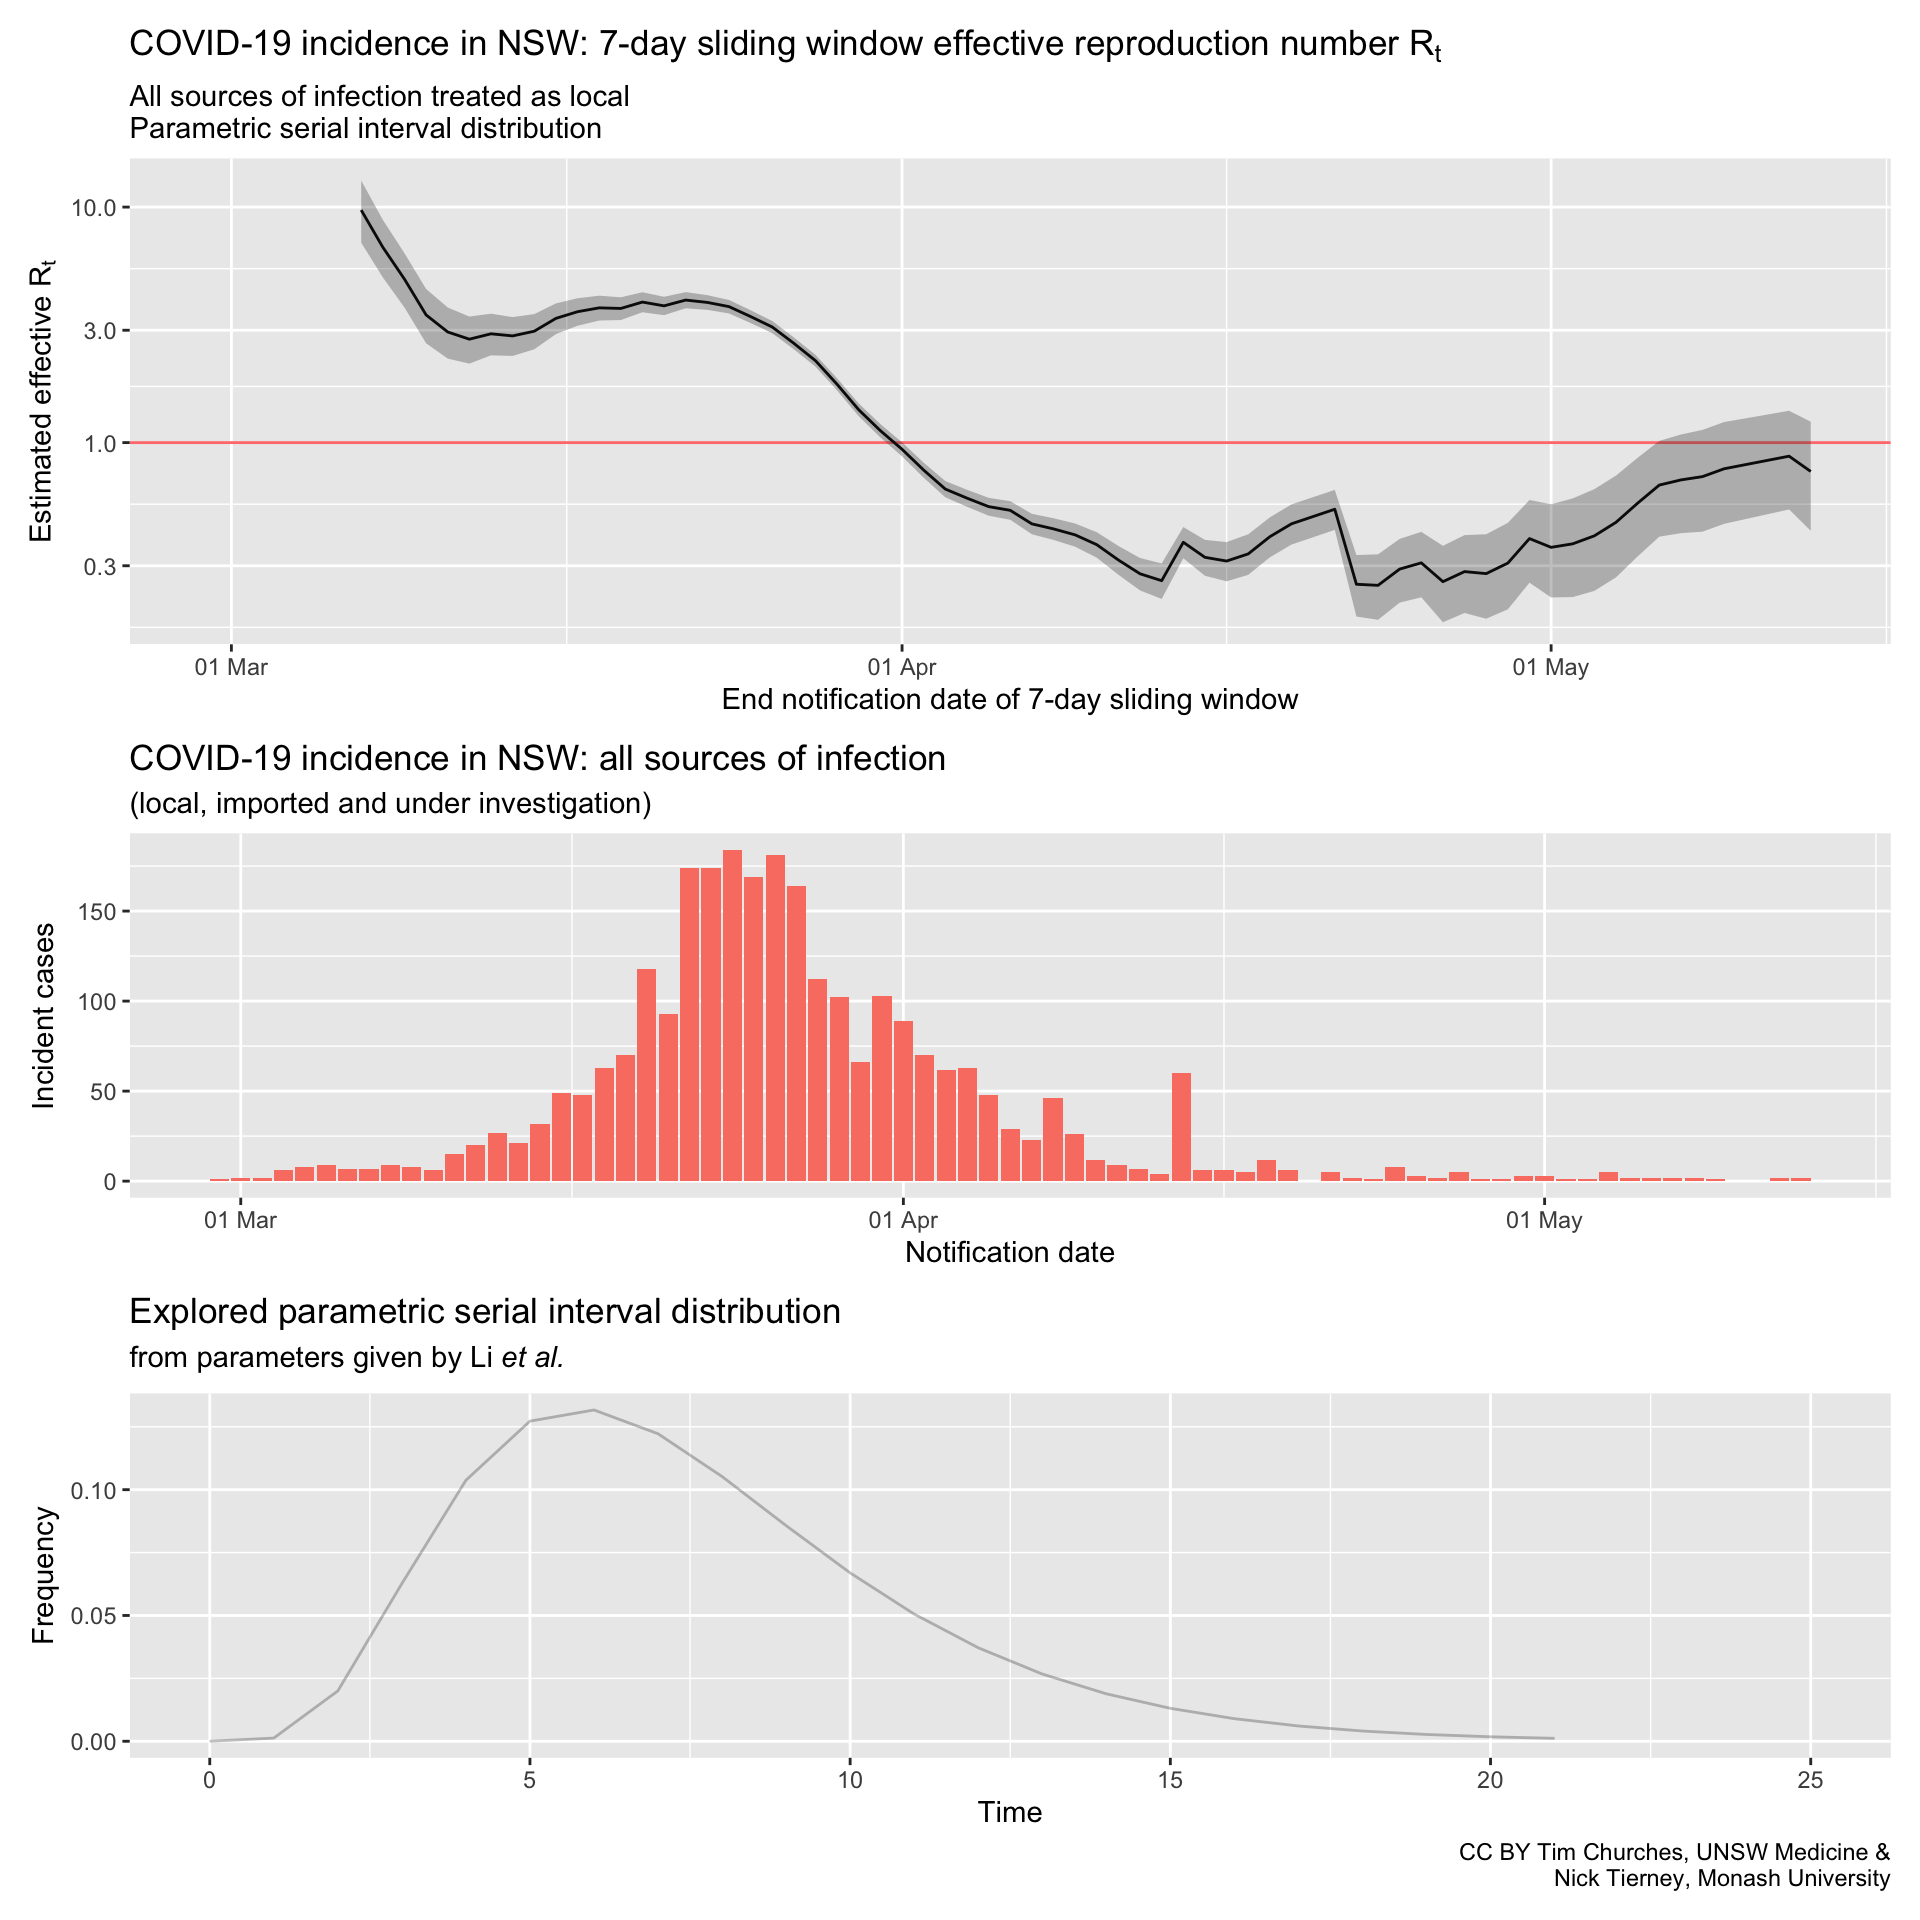 COVID-19 incidence in NSW: 7-day sliding window effective reproduction number Rt
All sources of infection treated as local
Parametric serial interval distribution
Estimated effective Rt
10.0
3.0
1.0
0.3
01 Mar
01 Apr
01 May
End notification date of 7-day sliding window
COVID-19 incidence in NSW: all sources of infection
(local, imported and under investigation)
Incident cases
150
100
50
0
01 Mar
01 Apr
01 May
Notification date
Explored parametric serial interval distribution
from parameters given by Li et al.
Frequency
0.10
0.05
0.00
0
5
10
15
20
25
Time
CC BY Tim Churches, UNSW Medicine &
Nick Tierney, Monash University